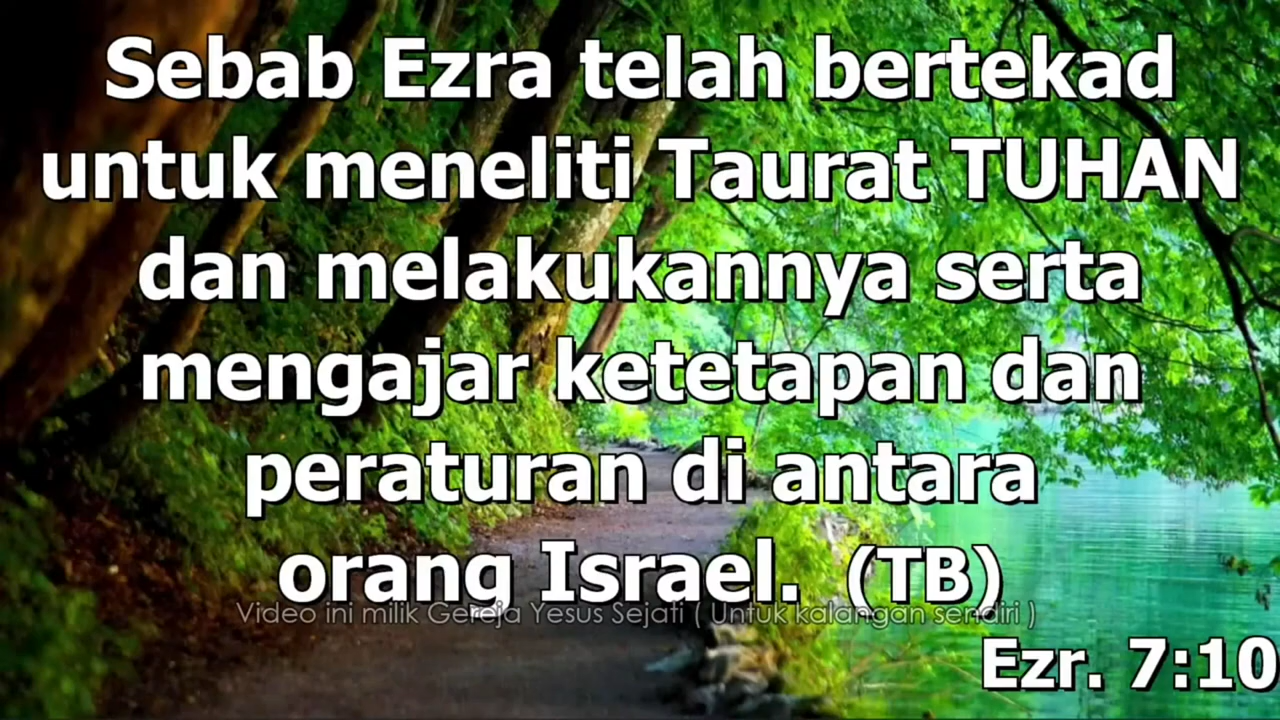 Sebab Ezra telah bertekad
untuk meneliti Taurat TUHAN
dan melakukannya serta
mengajar ketetapan dan
peraturan di antara
orang Israel. (TB)
Video ini milik Gereja Yesus Sejati ( Untuk kalangan sendiri )
Ezr. 7:10